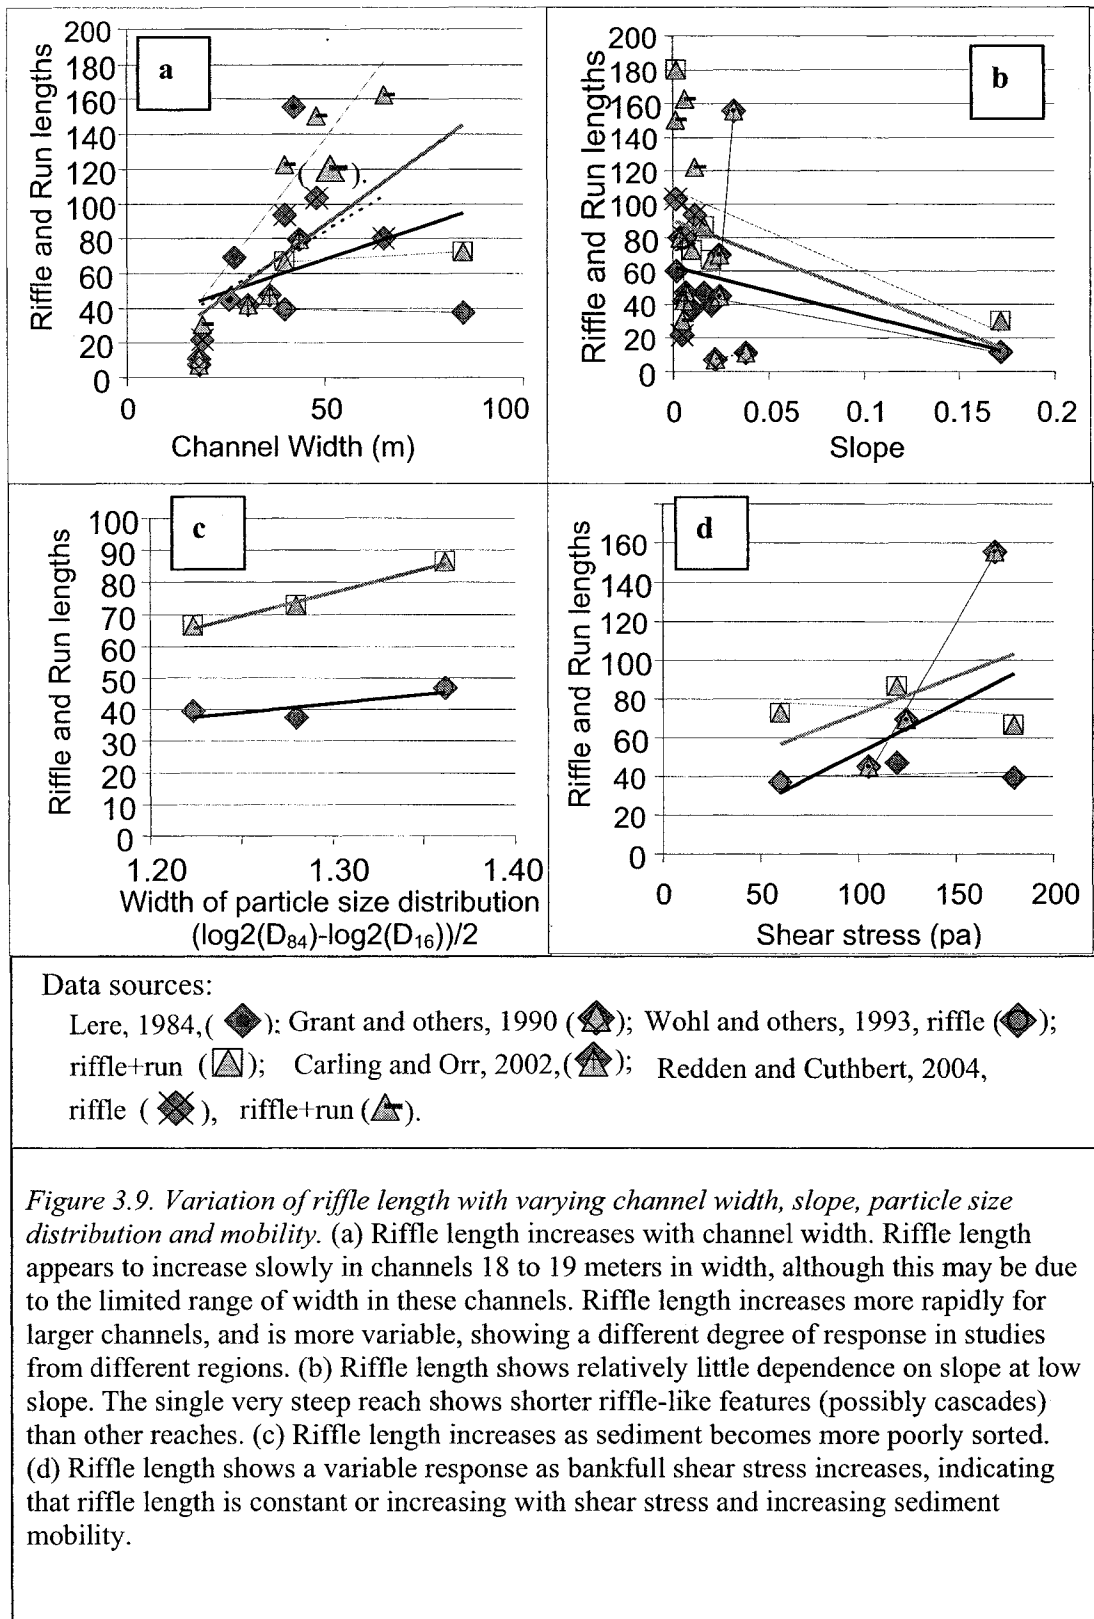 Riffle and Run lengths
200
180
160
140
120
100
80
60
40
20
0
a
( ).
0 50 100
Channel Width (m)
Riffle and Run lengths
200
180
160
140
120
100
80
60
40
20
0
b
0 0.05 0.1 0.15 0.2
Slope
Riffle and Run lengths
100
90
80
70
60
50
40
30
20
10
0
c
1.20 1.30 1.40
Width of particle size distribution
(log2(D84)-log2(D16))/2
Riffle and Run lengths
160
140
120
100
80
60
40
20
0
d
0 50 100 150 200
Shear stress (pa)
Data sources:
Lere, 1984,( ); Grant and others, 1990 ( ); Wohl and others, 1993, riffle ( );
riffle+run ( ); Carling and Orr, 2002,( ); Redden and Cuthbert, 2004,
riffle ( ), riffle+run ( ).
Figure 3.9. Variation of riffle length with varying channel width, slope, particle size
distribution and mobility. (a) Riffle length increases with channel width. Riffle length
appears to increase slowly in channels 18 to 19 meters in width, although this may be due
to the limited range of width in these channels. Riffle length increases more rapidly for
larger channels, and is more variable, showing a different degree of response in studies
from different regions. (b) Riffle length shows relatively little dependence on slope at low
slope. The single very steep reach shows shorter riffle-like features (possibly cascades)
than other reaches. (c) Riffle length increases as sediment becomes more poorly sorted.
(d) Riffle length shows a variable response as bankfull shear stress increases, indicating
that riffle length is constant or increasing with shear stress and increasing sediment
mobility.